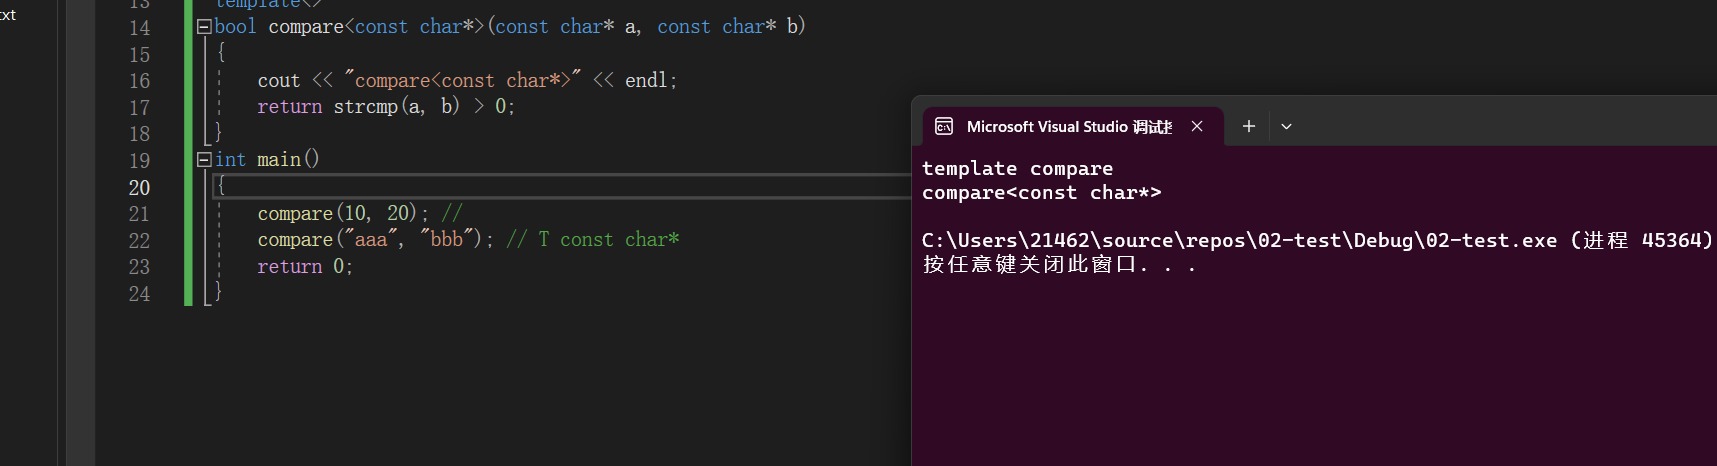 txt
13 template<>
14 bool compare<const char*>(const char* a, const char* b)
15 {
16 cout << "compare<const char*>" << endl;
17 return strcmp(a, b) > 0;
18 }
19 int main()
20 {
21 compare(10, 20); //
22 compare("aaa", "bbb"); // T const char*
23 return 0;
24 }
Microsoft Visual Studio 调试
template compare
compare<const char*>
C:\Users\21462\source\repos\02-test\Debug\02-test.exe (进程 45364)
按任意键关闭此窗口. . .